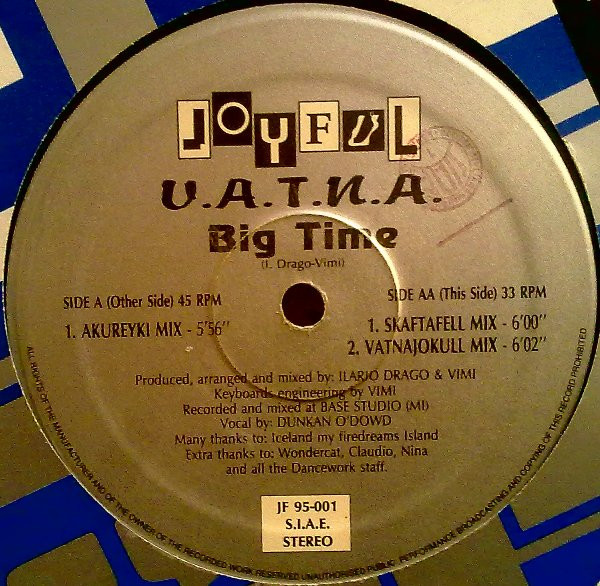 JOYFUL
V.A.T.N.A.
Big Time
(I. Drago-Vimi)
SIDE A (Other Side) 45 RPM
1. AKUREYKI MIX - 5'56"
SIDE AA (This Side) 33 RPM
1. SKAFTAFELL MIX - 6'00"
2. VATNAJOKULL MIX - 6'02"
Produced, arranged and mixed by: ILARIO DRAGO & VIMI
Keyboards engineering by VIMI
Recorded and mixed at BASE STUDIO (MI)
Vocal by: DUNKAN O'DOWD
Many thanks to: Iceland my firedreams Island
Extra thanks to: Wondercat, Claudio, Nina
and all the Dancework staff.
JF 95-001
S.I.A.E.
STEREO
ALL RIGHTS OF THE MANUFACTURER AND OF THE OWNER OF THE RECORDED WORK RESERVED UNAUTHORISED PUBLIC PERFORMANCE BROADCASTING AND COPYING OF THIS RECORD PROHIBITED